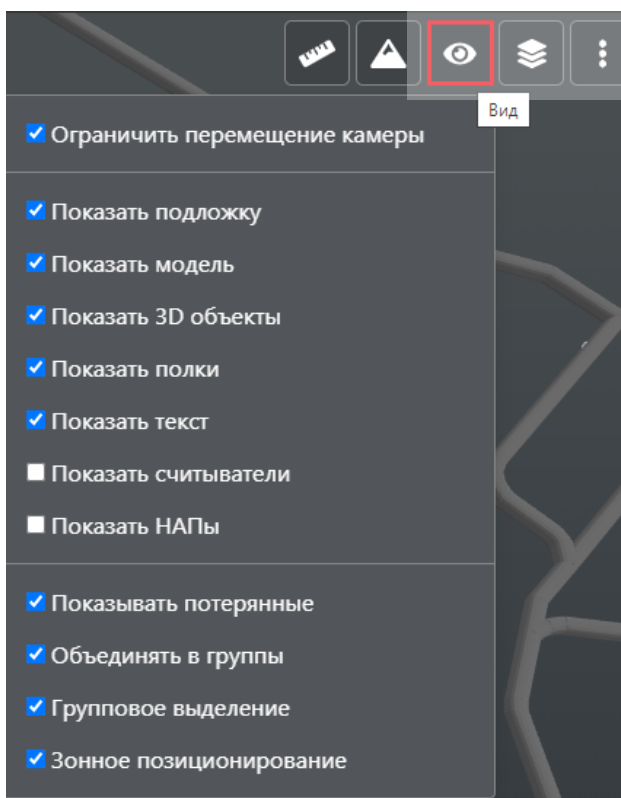 Вид
Ограничить перемещение камеры
Показать подложку
Показать модель
Показать 3D объекты
Показать полки
Показать текст
Показать считыватели
Показать НАПы
Показывать потерянные
Объединять в группы
Групповое выделение
Зонное позиционирование